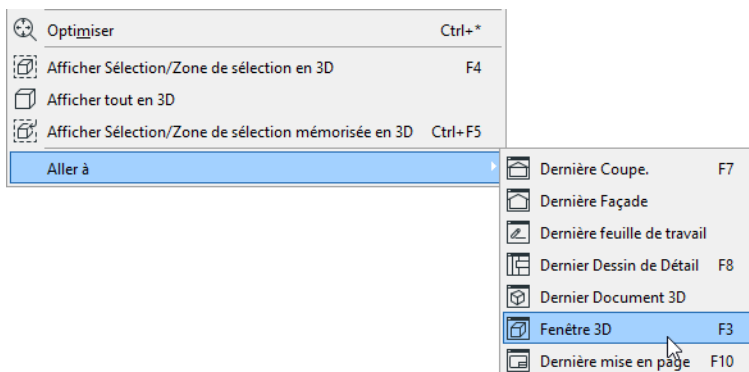 Optimiser Ctrl+*
Afficher Sélection/Zone de sélection en 3D F4
Afficher tout en 3D
Afficher Sélection/Zone de sélection mémorisée en 3D Ctrl+F5
Aller à
Dernière Coupe. F7
Dernière Façade
Dernière feuille de travail
Dernier Dessin de Détail F8
Dernier Document 3D
Fenêtre 3D F3
Dernière mise en page F10